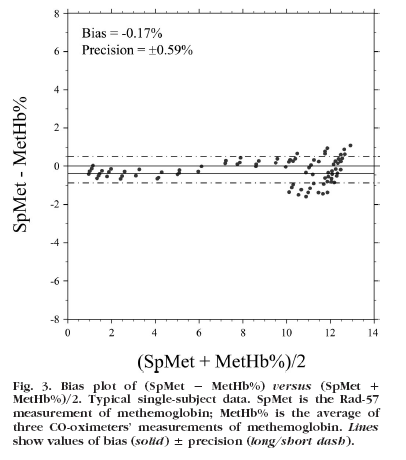 8
6
4
2
0
-2
-4
-6
-8
SpMet - MetHb%
Bias = -0.17%
Precision = ±0.59%
0 2 4 6 8 10 12 14
(SpMet + MetHb%)/2
Fig. 3. Bias plot of (SpMet − MetHb%) versus (SpMet +
MetHb%)/2. Typical single-subject data. SpMet is the Rad-57
measurement of methemoglobin; MetHb% is the average of
three CO-oximeters' measurements of methemoglobin. Lines
show values of bias (solid) ± precision (long/short dash).